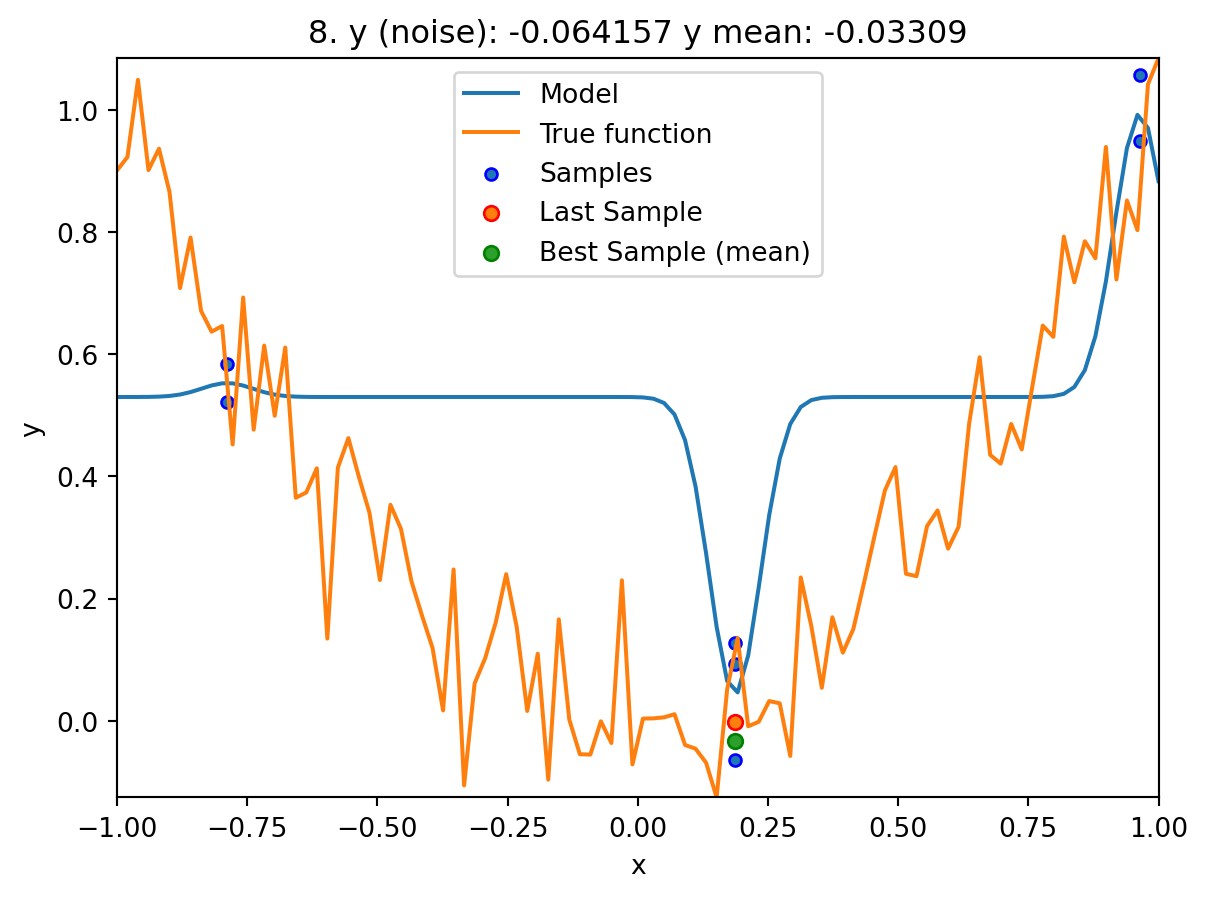 8. y (noise): -0.064157 y mean: -0.03309
Model
True function
Samples
Last Sample
Best Sample (mean)
y
1.0
0.8
0.6
0.4
0.2
0.0
−1.00 −0.75 −0.50 −0.25 0.00 0.25 0.50 0.75 1.00
x